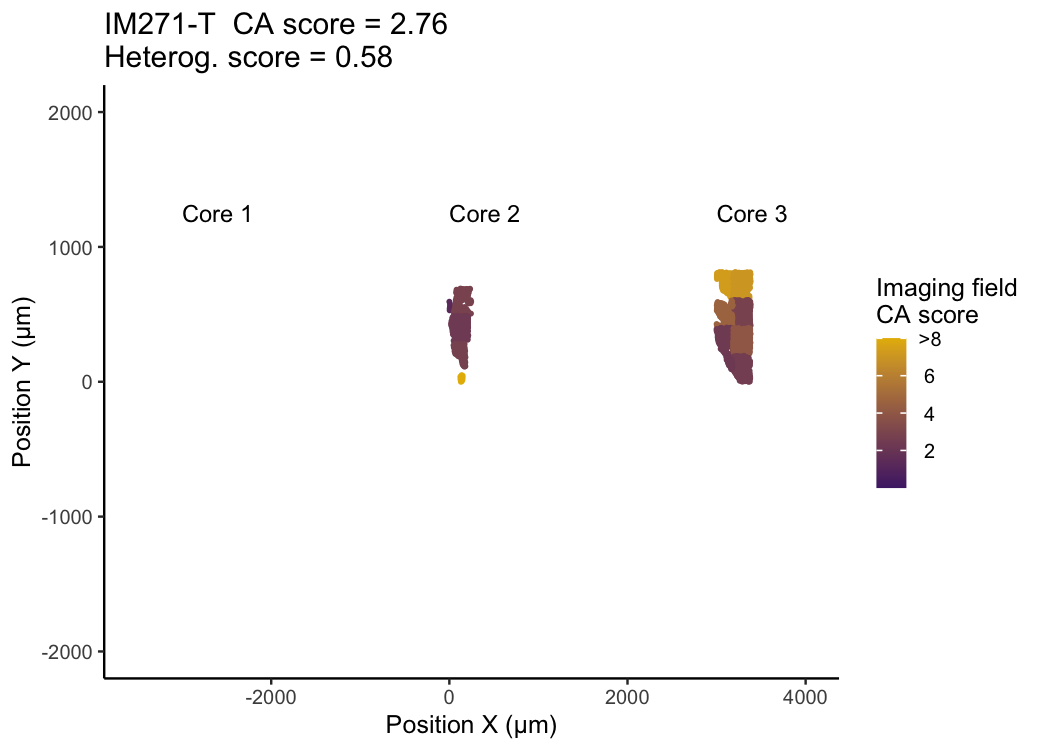 IM271-T  CA score = 2.76
Heterog. score = 0.58
2000
1000
0
-1000
-2000
Position Y (μm)
Core 1
Core 2
Core 3
-2000
0
2000
4000
Position X (μm)
Imaging field
CA score
>8
6
4
2